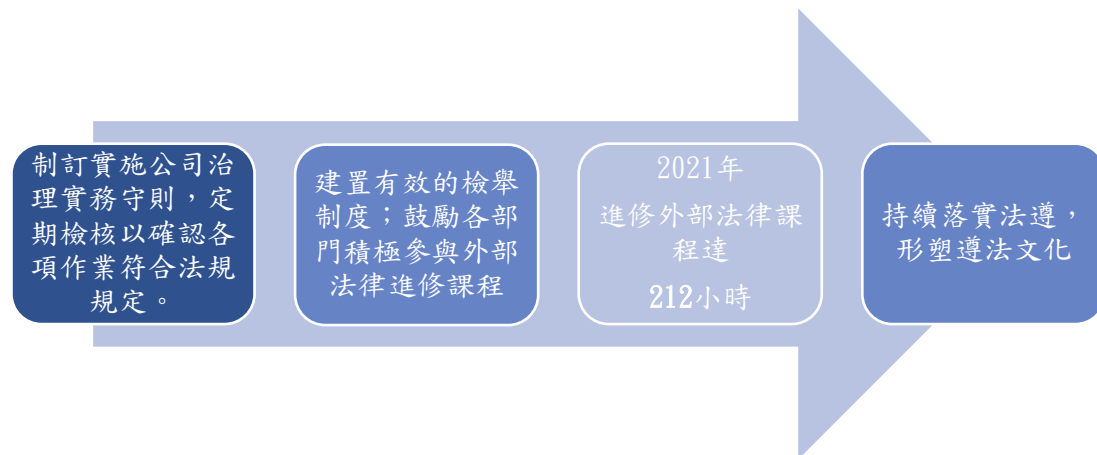 制訂實施公司治
理實務守則，定
期檢核以確認各
項作業符合法規
規定。
建置有效的檢舉
制度；鼓勵各部
門積極參與外部
法律進修課程
2021年
進修外部法律課
程達
212小時
持續落實法遵，
形塑遵法文化